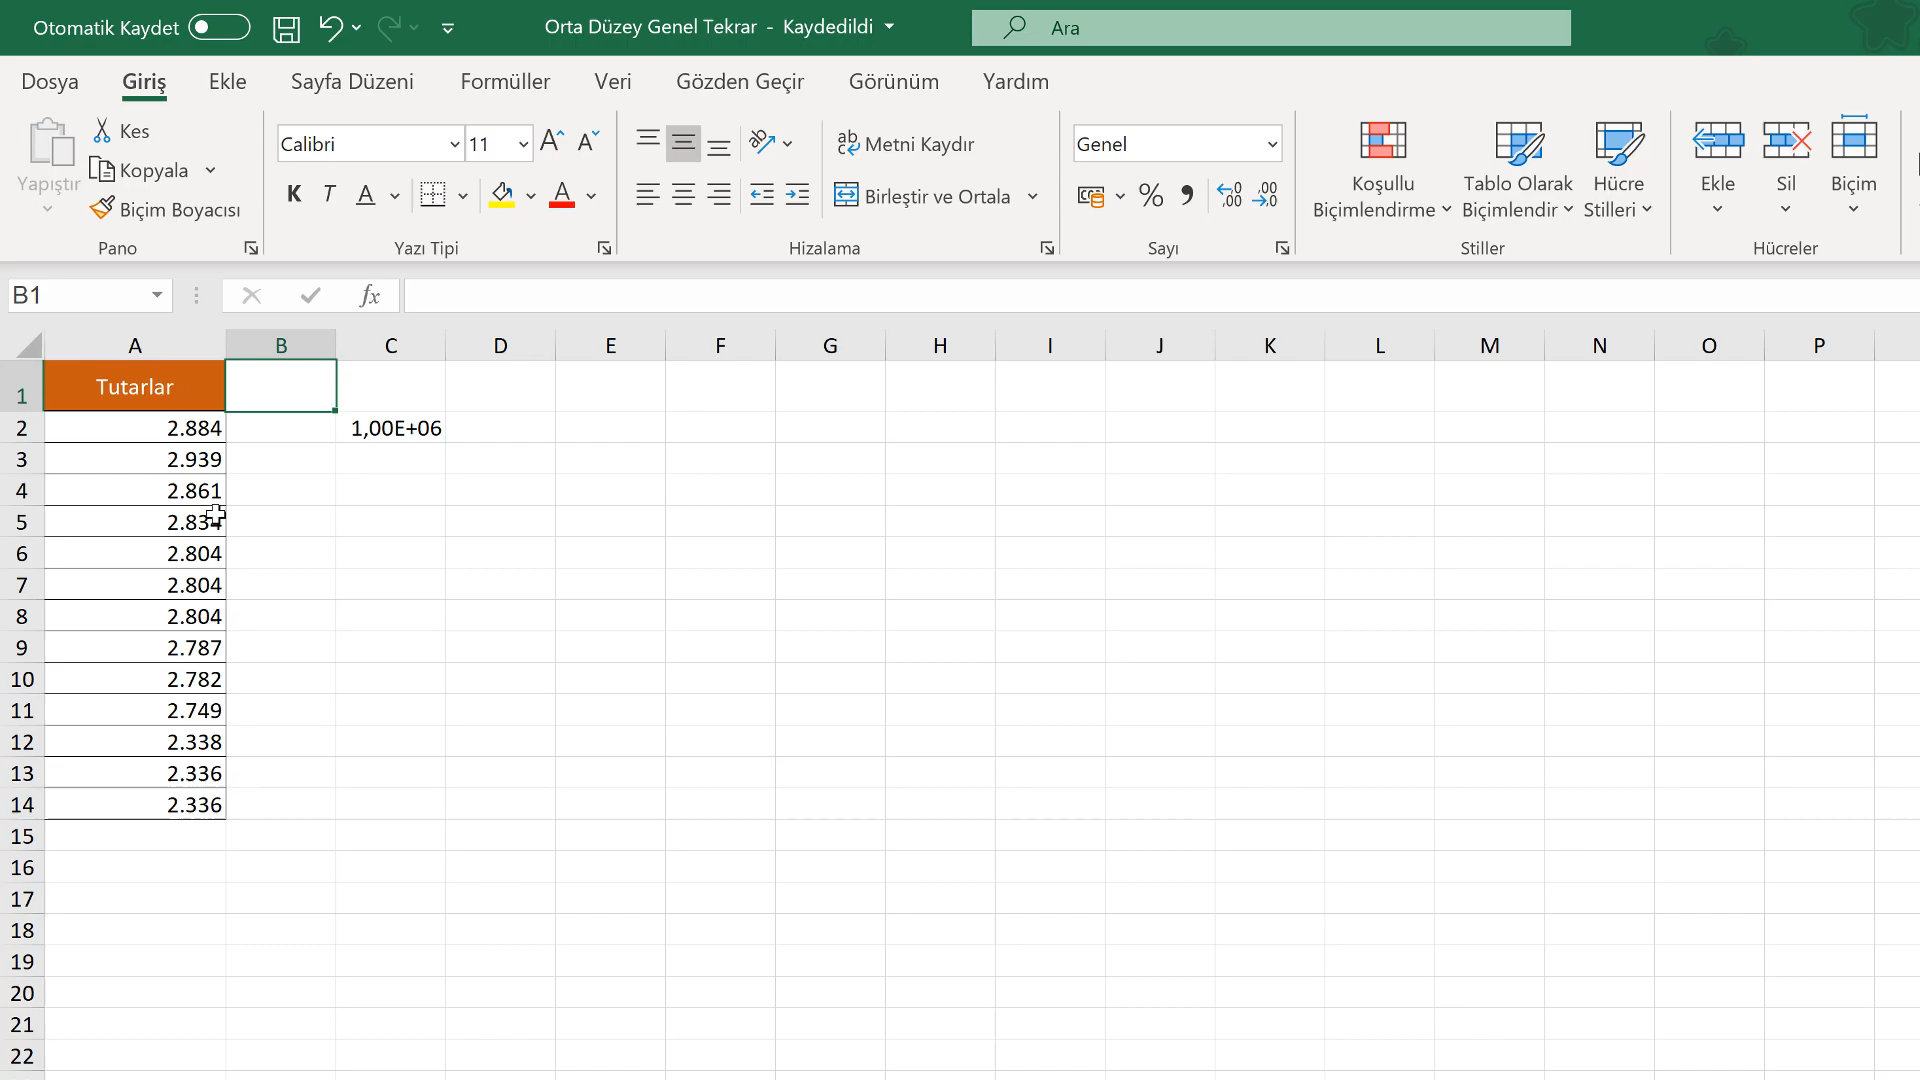 Otomatik Kaydet
Orta Düzey Genel Tekrar - Kaydedildi
Ara
Dosya Giriş Ekle Sayfa Düzeni Formüller Veri Gözden Geçir Görünüm Yardım
Yapıştır
Kes
Kopyala
Biçim Boyacısı
Pano
Calibri 11
K T A
Yazı Tipi
Metni Kaydır
Birleştir ve Ortala
Hizalama
Genel
Sayı
Koşullu
Biçimlendirme
Tablo Olarak
Biçimlendir
Hücre
Stilleri
Stiller
Ekle
Sil
Biçim
Hücreler
B1
fx
A B C D E F G H I J K L M N O P
1 Tutarlar
2 2.884 1,00E+06
3 2.939
4 2.861
5 2.834
6 2.804
7 2.804
8 2.804
9 2.787
10 2.782
11 2.749
12 2.338
13 2.336
14 2.336
15
16
17
18
19
20
21
22